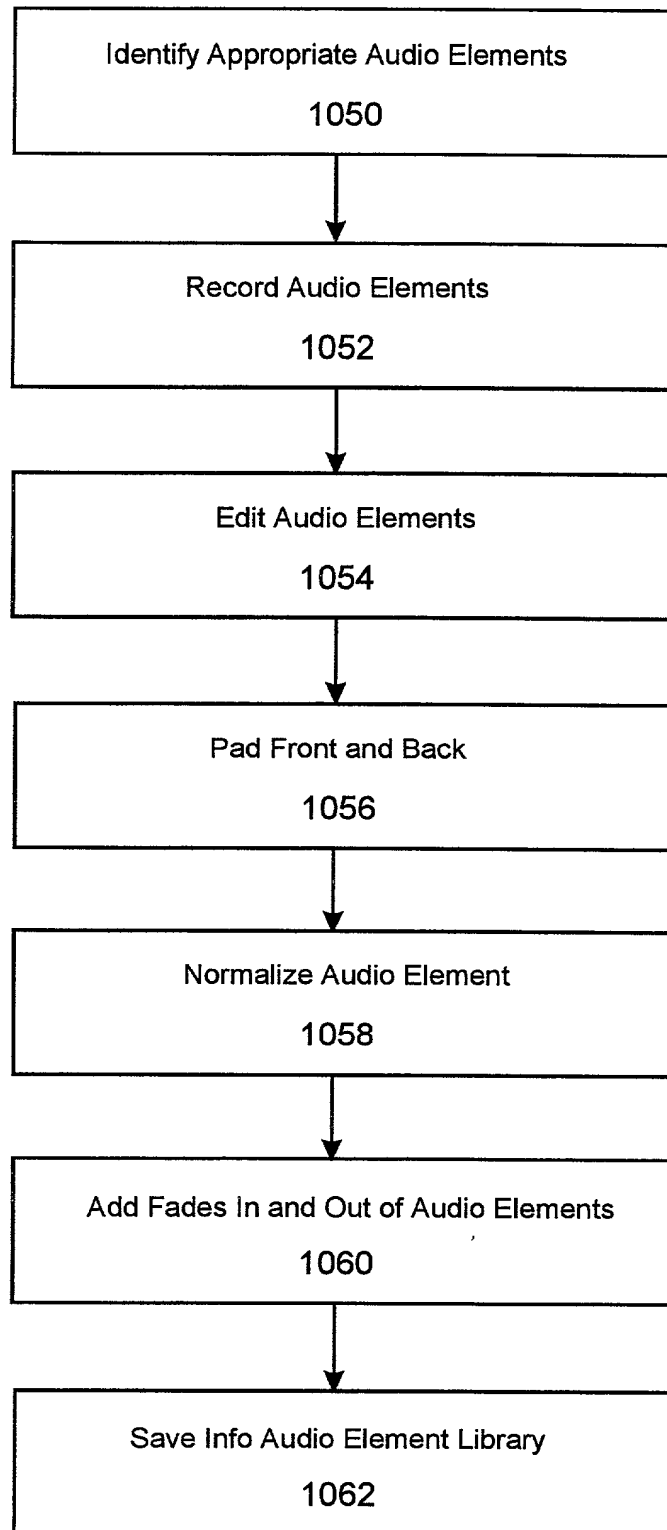 Identify Appropriate Audio Elements
1050
Record Audio Elements
1052
Edit Audio Elements
1054
Pad Front and Back
1056
Normalize Audio Element
1058
Add Fades In and Out of Audio Elements
1060
Save Info Audio Element Library
1062